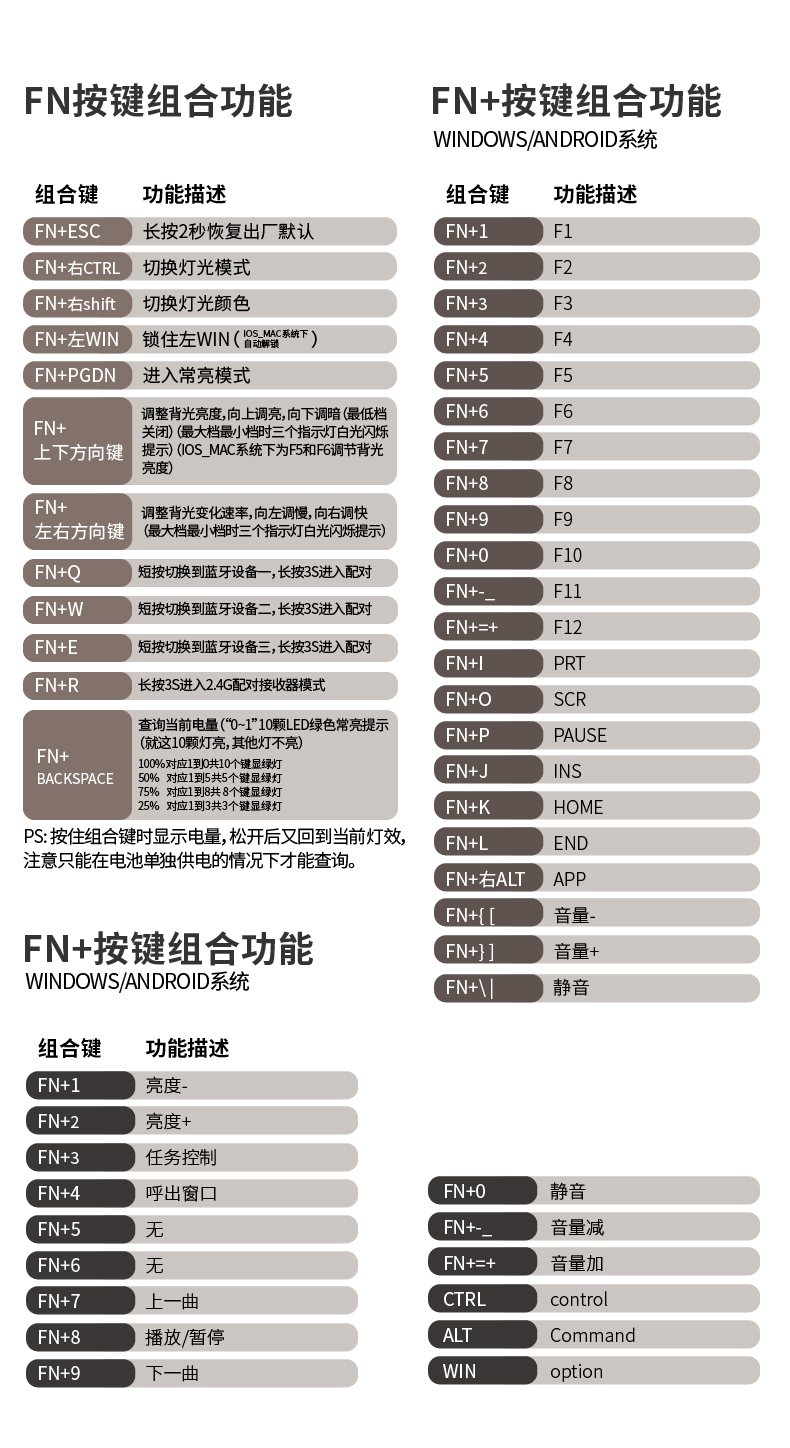 FN按键组合功能
组合键 功能描述
FN+ESC 长按2秒恢复出厂默认
FN+右CTRL 切换灯光模式
FN+右shift 切换灯光颜色
FN+左WIN 锁住左WIN（IOS_MAC系统下
自动解锁）
FN+PGDN 进入常亮模式
FN+
上下方向键
调整背光亮度,向上调亮,向下调暗（最低档
关闭）（最大档最小档时三个指示灯白光闪烁
提示）（IOS_MAC系统下为F5和F6调节背光
亮度）
FN+
左右方向键
调整背光变化速率,向左调慢,向右调快
（最大档最小档时三个指示灯白光闪烁提示）
FN+Q 短按切换到蓝牙设备一,长按3S进入配对
FN+W 短按切换到蓝牙设备二,长按3S进入配对
FN+E 短按切换到蓝牙设备三,长按3S进入配对
FN+R 长按3S进入2.4G配对接收器模式
FN+
BACKSPACE
查询当前电量（“0~1”10颗LED绿色常亮提示
（就这10颗灯亮,其他灯不亮）
100%对应1到0共10个键显绿灯
50% 对应1到5共5个键显绿灯
75% 对应1到8共 8个键显绿灯
25% 对应1到3共3个键显绿灯
PS: 按住组合键时显示电量,松开后又回到当前灯效,
注意只能在电池单独供电的情况下才能查询。
FN+按键组合功能
WINDOWS/ANDROID系统
组合键 功能描述
FN+1 F1
FN+2 F2
FN+3 F3
FN+4 F4
FN+5 F5
FN+6 F6
FN+7 F7
FN+8 F8
FN+9 F9
FN+0 F10
FN+-_ F11
FN+=+ F12
FN+I PRT
FN+O SCR
FN+P PAUSE
FN+J INS
FN+K HOME
FN+L END
FN+右ALT APP
FN+{ [ 音量-
FN+} ] 音量+
FN+\ | 静音
FN+按键组合功能
WINDOWS/ANDROID系统
组合键 功能描述
FN+1 亮度-
FN+2 亮度+
FN+3 任务控制
FN+4 呼出窗口
FN+5 无
FN+6 无
FN+7 上一曲
FN+8 播放/暂停
FN+9 下一曲
FN+0 静音
FN+-_ 音量减
FN+=+ 音量加
CTRL control
ALT Command
WIN option